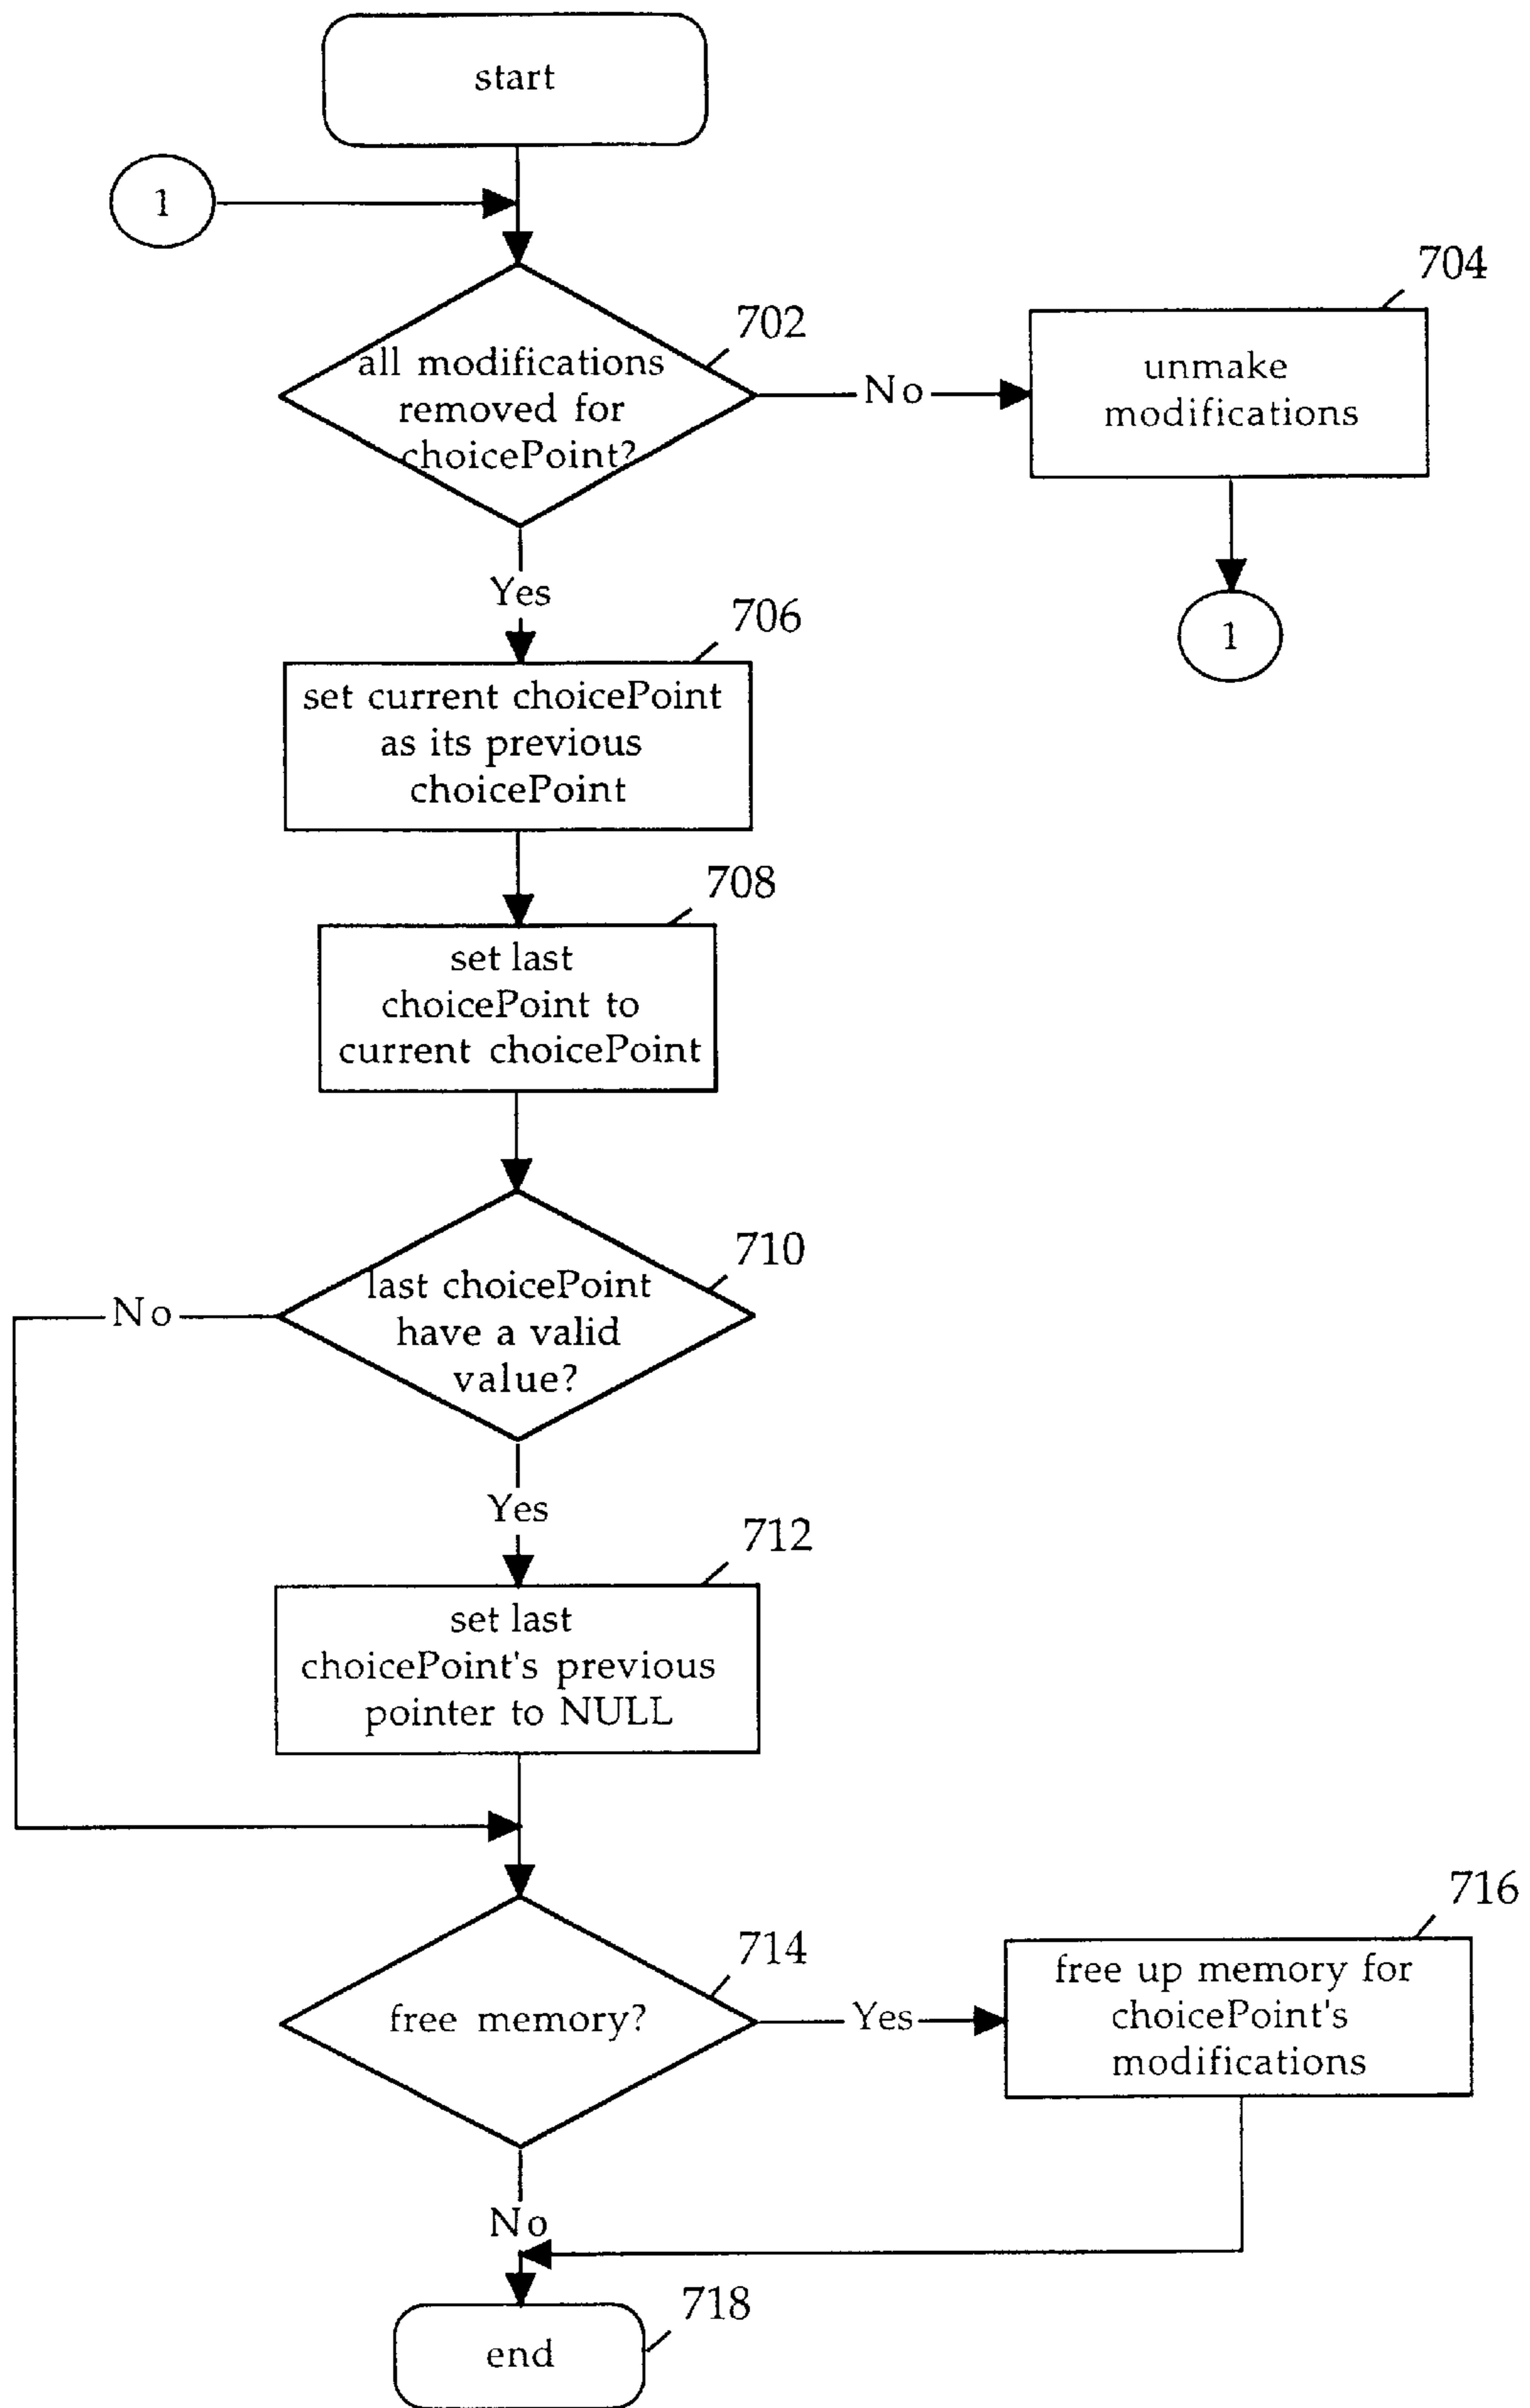 start
1
702
all modifications
removed for
choicePoint?
No
704
unmake
modifications
1
Yes
706
set current choicePoint
as its previous
choicePoint
708
set last
choicePoint to
current choicePoint
710
last choicePoint
have a valid
value?
No
Yes
712
set last
choicePoint's previous
pointer to NULL
714
free memory?
Yes
716
free up memory for
choicePoint's
modifications
No
718
end